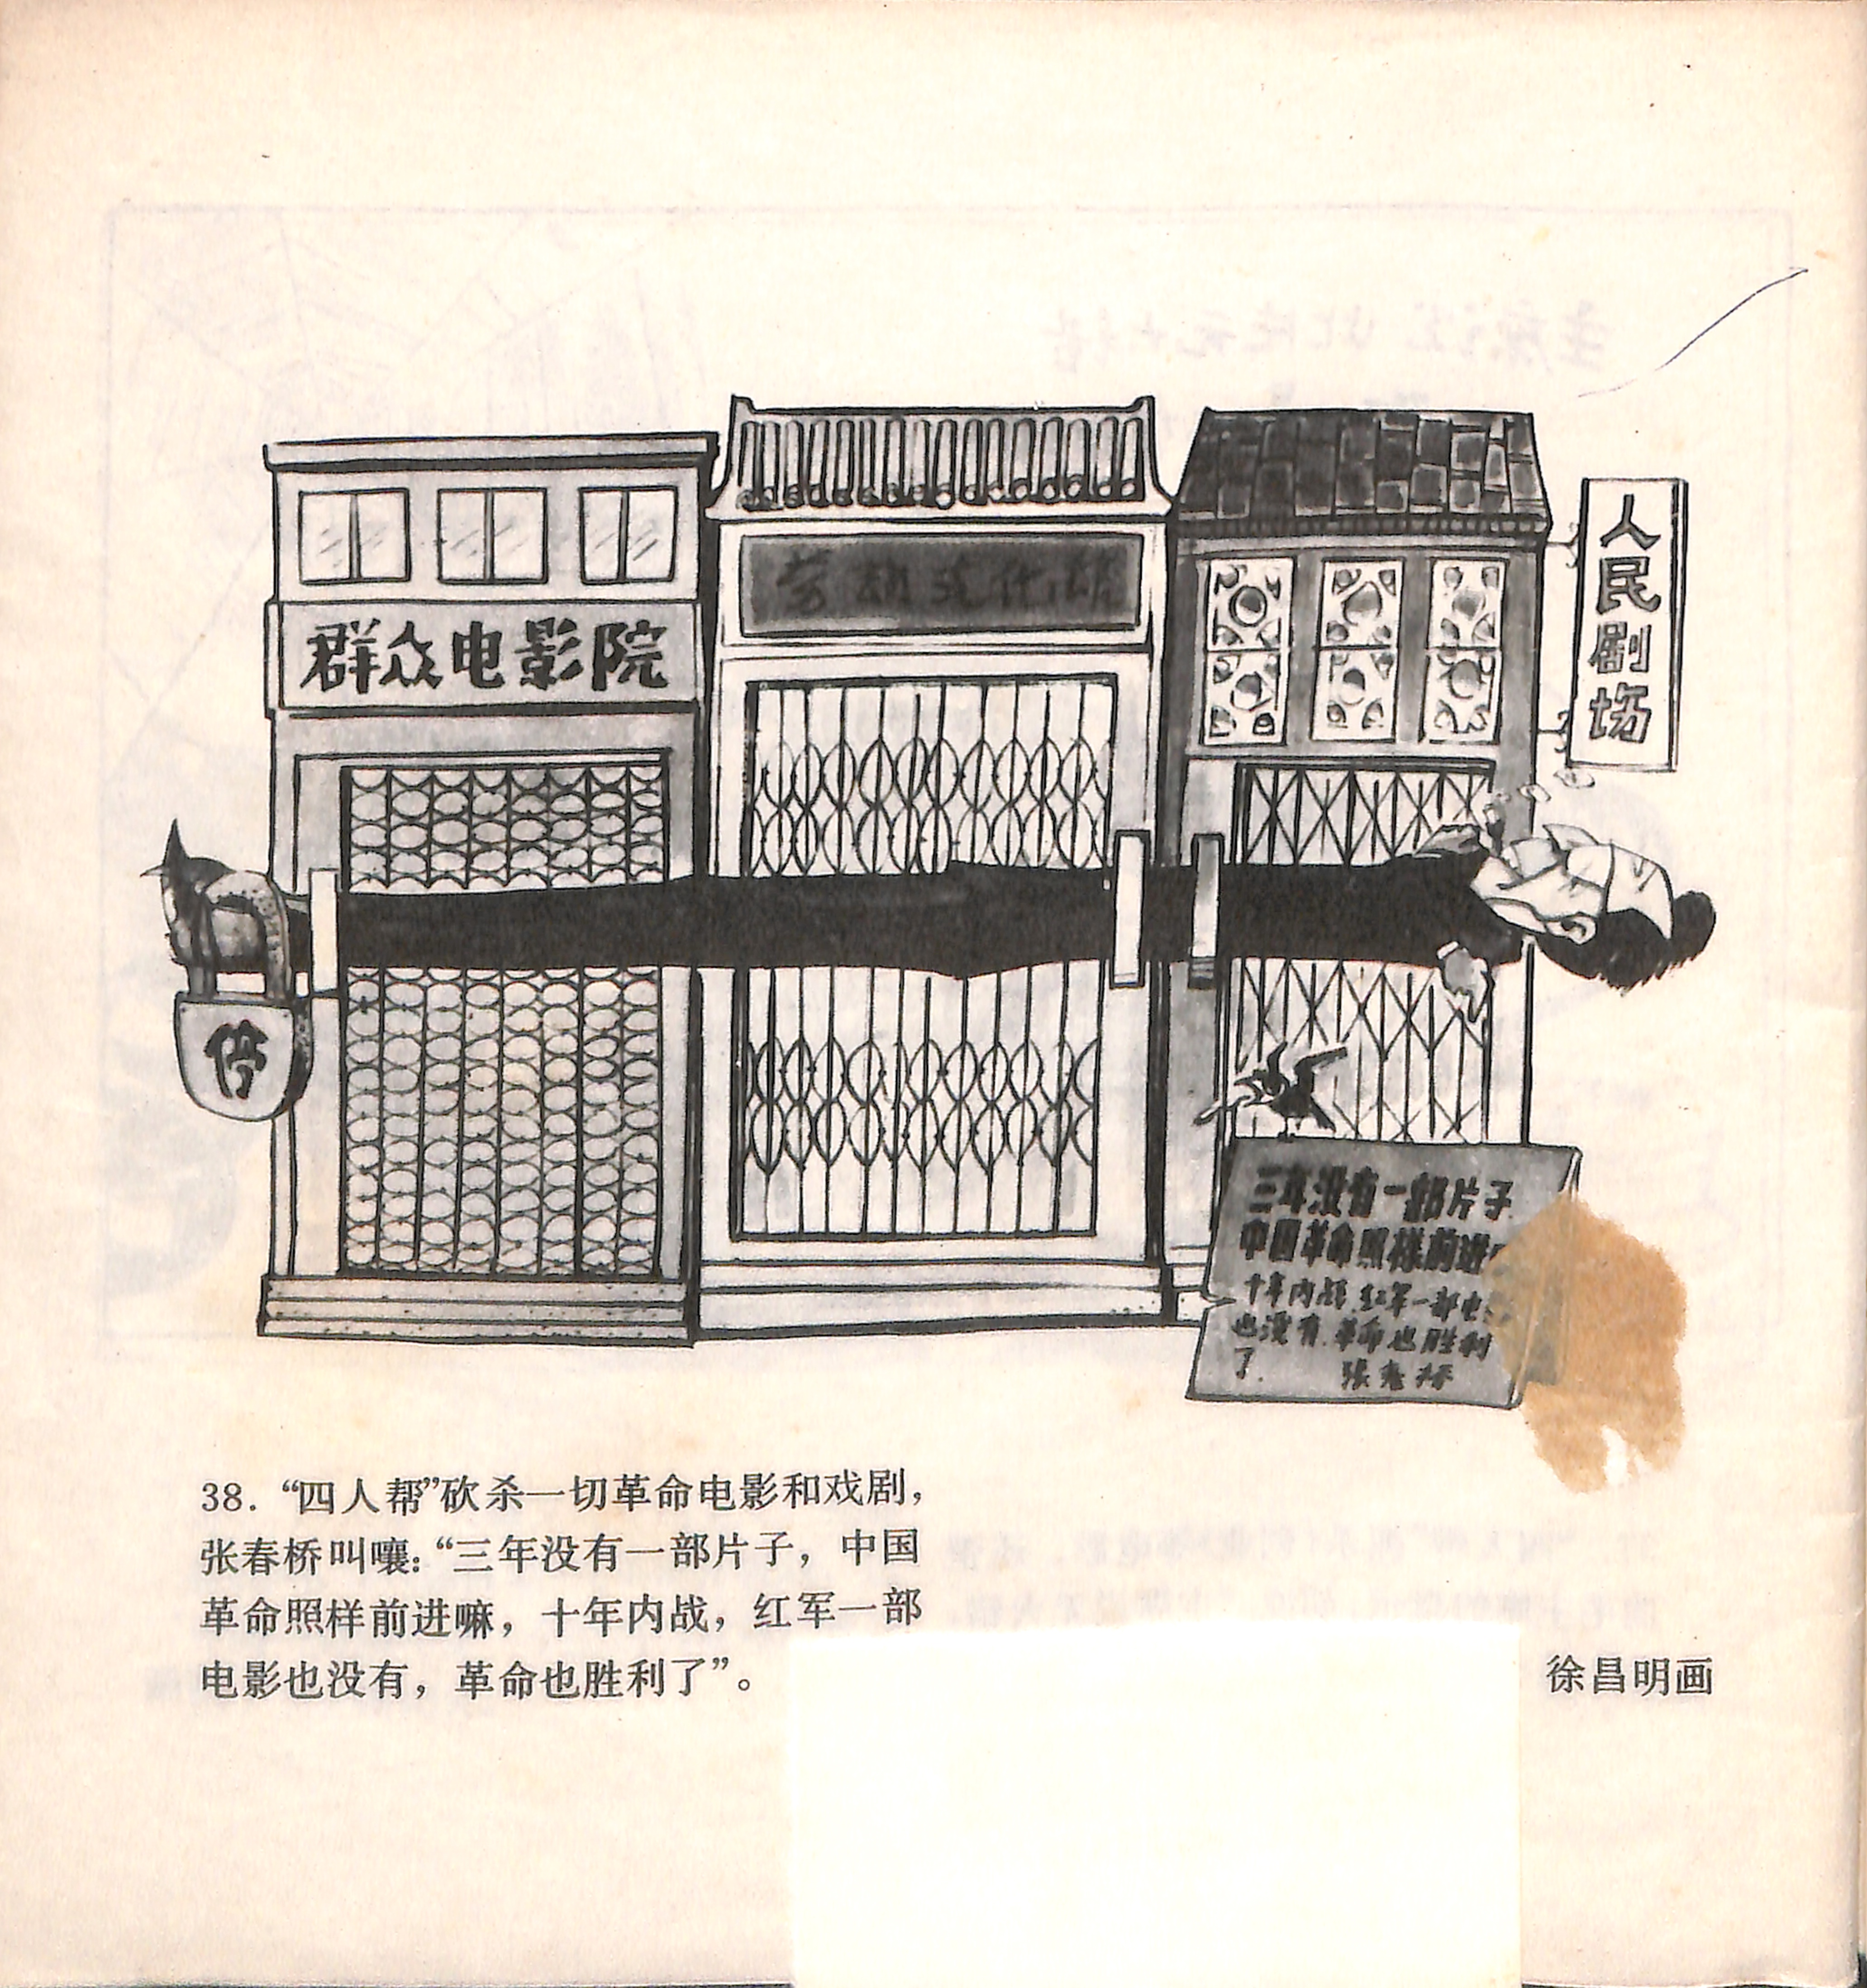 群众电影院
劳动文化馆
人民剧场
停
三年没有一部片子
中国革命照样前进
十年内战 红军一部电
也没有 革命也胜利
了.
38. “四人帮”砍杀一切革命电影和戏剧，
张春桥叫嚷：“三年没有一部片子，中国
革命照样前进嘛，十年内战，红军一部
电影也没有，革命也胜利了”。
徐昌明画